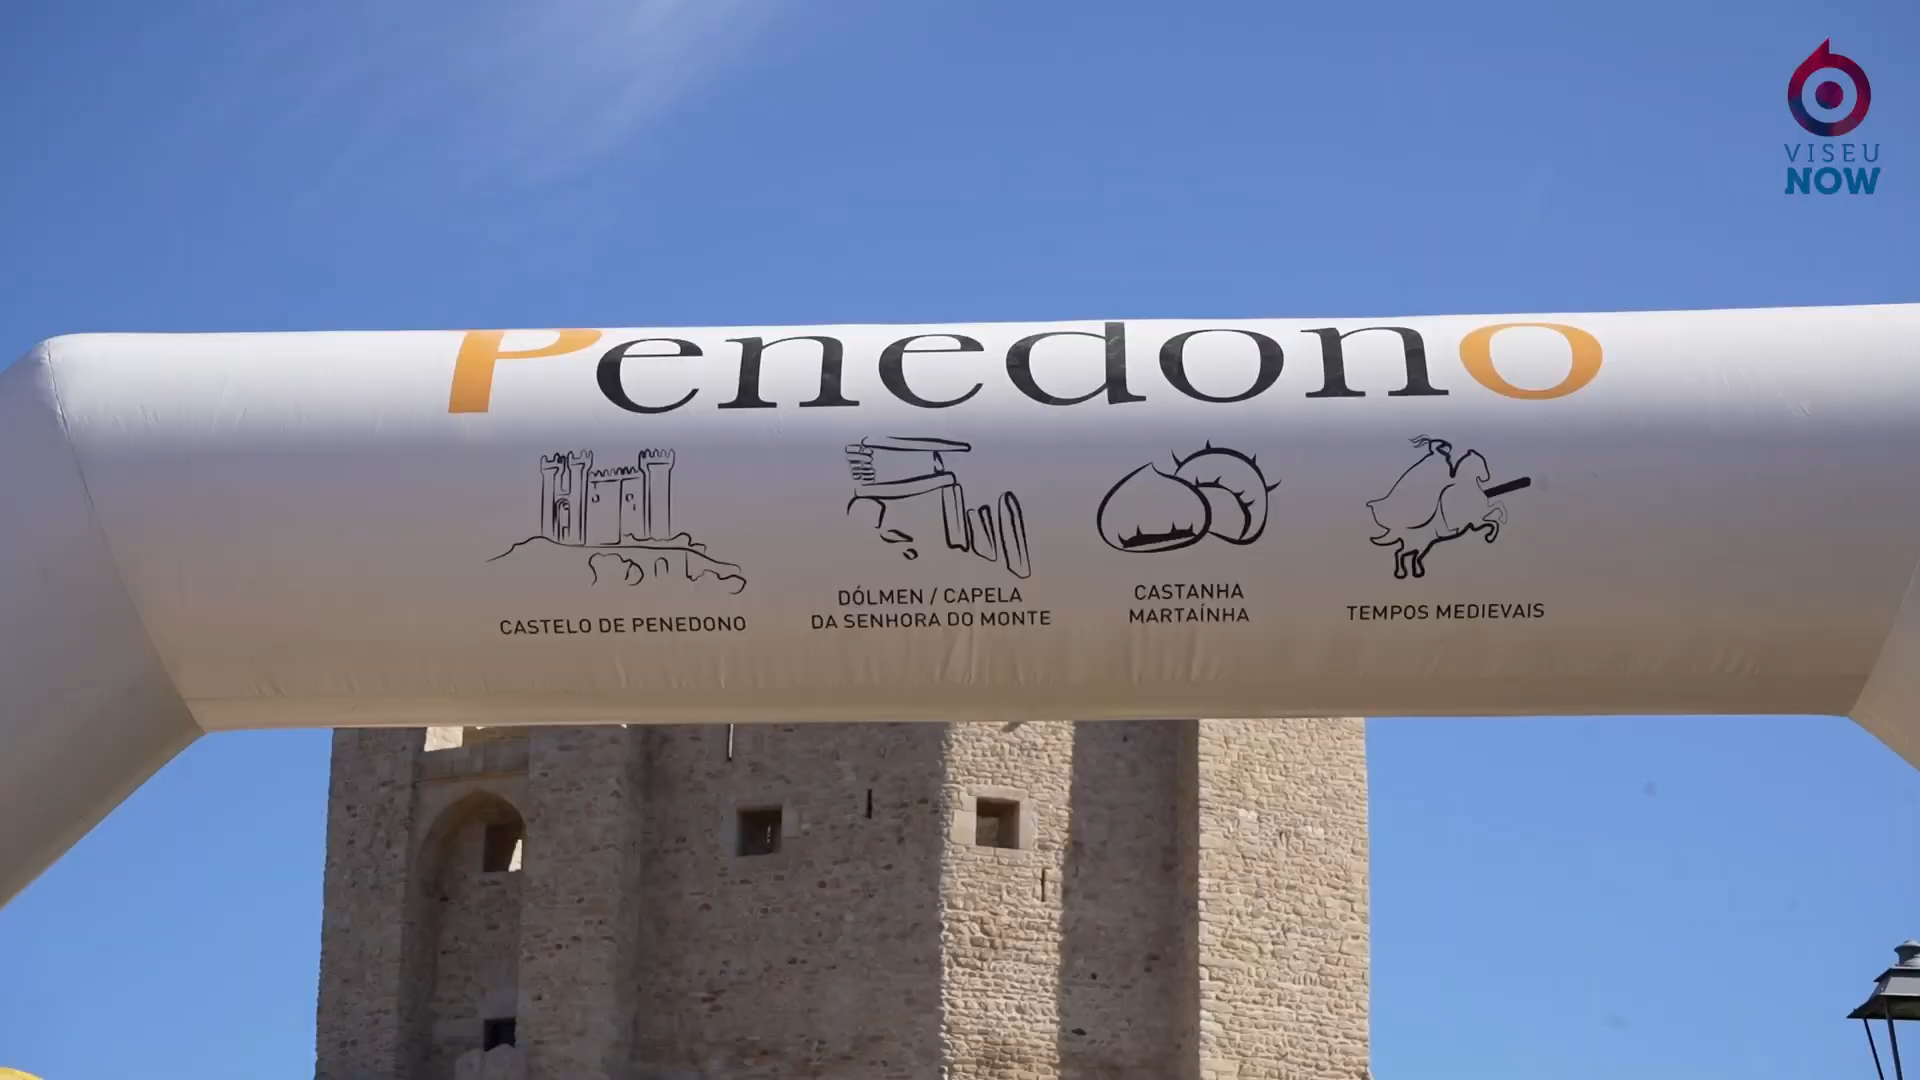 VISEU
NOW
Penedono
CASTELO DE PENEDONO
DÓLMEN / CAPELA
DA SENHORA DO MONTE
CASTANHA
MARTAÍNHA
TEMPOS MEDIEVAIS